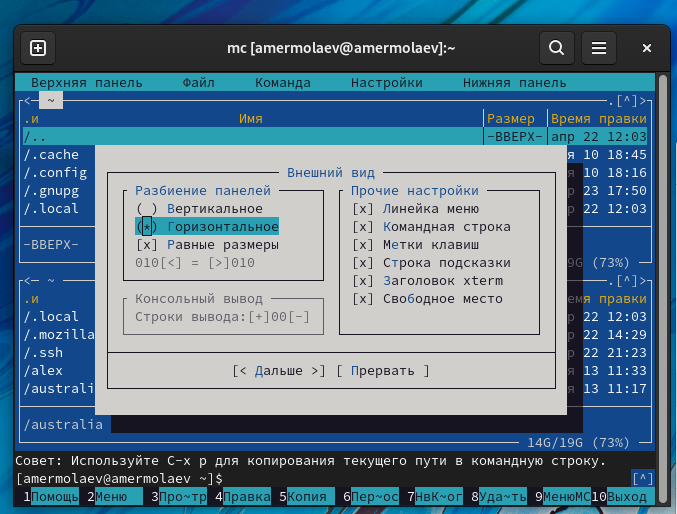 mc [amermolaev@amermolaev]:~
Верхняя панель Файл Команда Настройки Нижняя панель
<— ~ .[^]>
.и Имя Размер Время правки
/.. -ВВЕРХ- апр 22 12:03
/.cache я 10 18:45
/.config я 10 18:16
/.gnupg р 23 17:50
/.local р 22 12:03
-ВВЕРХ-
9G (73%)
Внешний вид
Разбиение панелей
( ) Вертикальное
(*) Горизонтальное
[x] Равные размеры
010[<] = [>]010
Консольный вывод
Строки вывода:[+]00[-]
Прочие настройки
[x] Линейка меню
[x] Командная строка
[x] Метки клавиш
[x] Строка подсказки
[x] Заголовок xterm
[x] Свободное место
[< Дальше >] [ Прервать ]
<— ~ .[^]>
.и емя правки
/.local р 22 12:03
/.mozilla р 22 14:29
/.ssh р 22 21:23
/alex я 13 11:33
/australi я 13 11:17
/australia
14G/19G (73%)
Совет: Используйте C-x p для копирования текущего пути в командную строку.
[amermolaev@amermolaev ~]$ [^]
1Помощь 2Меню 3Про~тр 4Правка 5Копия 6Пер~ос 7НвК~ог 8Уда~ть 9МенюМС 10Выход